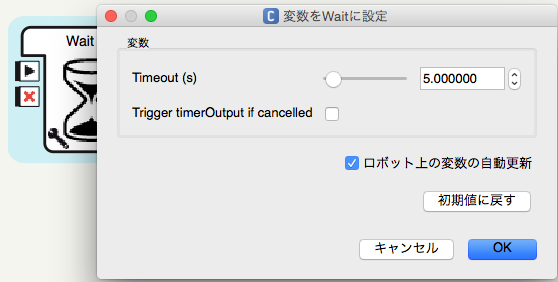 変数をWaitに設定
Wait
変数
Timeout (s)
5.000000
Trigger timerOutput if cancelled
ロボット上の変数の自動更新
初期値に戻す
キャンセル
OK